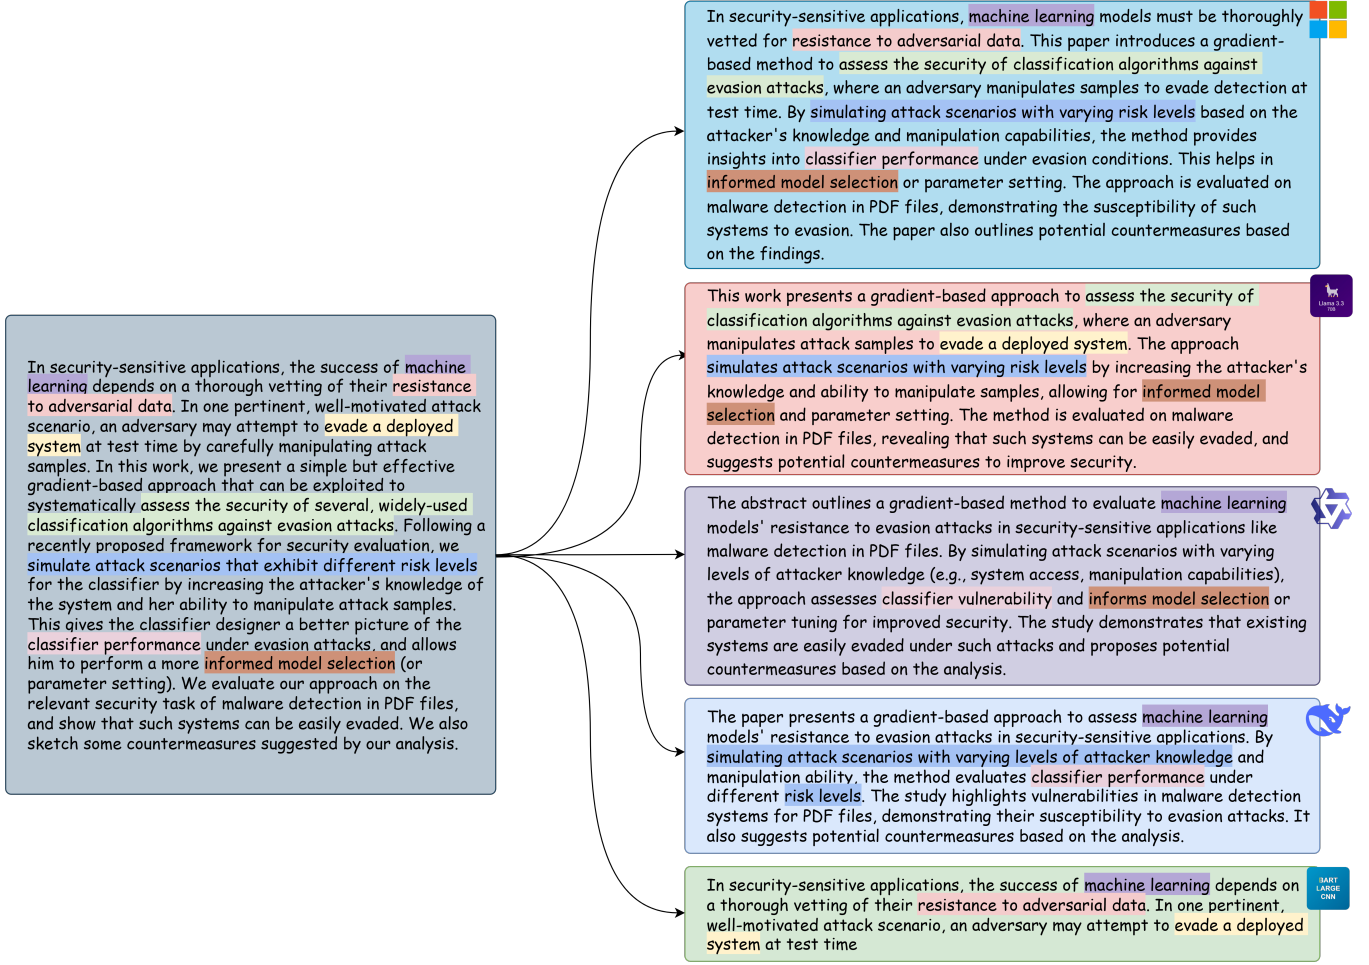 In security-sensitive applications, the success of machine
learning depends on a thorough vetting of their resistance
to adversarial data. In one pertinent, well-motivated attack
scenario, an adversary may attempt to evade a deployed
system at test time by carefully manipulating attack
samples. In this work, we present a simple but effective
gradient-based approach that can be exploited to
systematically assess the security of several, widely-used
classification algorithms against evasion attacks. Following a
recently proposed framework for security evaluation, we
simulate attack scenarios that exhibit different risk levels
for the classifier by increasing the attacker's knowledge of
the system and her ability to manipulate attack samples.
This gives the classifier designer a better picture of the
classifier performance under evasion attacks, and allows
him to perform a more informed model selection (or
parameter setting). We evaluate our approach on the
relevant security task of malware detection in PDF files,
and show that such systems can be easily evaded. We also
sketch some countermeasures suggested by our analysis.
In security-sensitive applications, machine learning models must be thoroughly
vetted for resistance to adversarial data. This paper introduces a gradient-
based method to assess the security of classification algorithms against
evasion attacks, where an adversary manipulates samples to evade detection at
test time. By simulating attack scenarios with varying risk levels based on the
attacker's knowledge and manipulation capabilities, the method provides
insights into classifier performance under evasion conditions. This helps in
informed model selection or parameter setting. The approach is evaluated on
malware detection in PDF files, demonstrating the susceptibility of such
systems to evasion. The paper also outlines potential countermeasures based
on the findings.
This work presents a gradient-based approach to assess the security of
classification algorithms against evasion attacks, where an adversary
manipulates attack samples to evade a deployed system. The approach
simulates attack scenarios with varying risk levels by increasing the attacker's
knowledge and ability to manipulate samples, allowing for informed model
selection and parameter setting. The method is evaluated on malware
detection in PDF files, revealing that such systems can be easily evaded, and
suggests potential countermeasures to improve security.
Llama 3.3
70B
The abstract outlines a gradient-based method to evaluate machine learning
models' resistance to evasion attacks in security-sensitive applications like
malware detection in PDF files. By simulating attack scenarios with varying
levels of attacker knowledge (e.g., system access, manipulation capabilities),
the approach assesses classifier vulnerability and informs model selection or
parameter tuning for improved security. The study demonstrates that existing
systems are easily evaded under such attacks and proposes potential
countermeasures based on the analysis.
The paper presents a gradient-based approach to assess machine learning
models' resistance to evasion attacks in security-sensitive applications. By
simulating attack scenarios with varying levels of attacker knowledge and
manipulation ability, the method evaluates classifier performance under
different risk levels. The study highlights vulnerabilities in malware detection
systems for PDF files, demonstrating their susceptibility to evasion attacks. It
also suggests potential countermeasures based on the analysis.
In security-sensitive applications, the success of machine learning depends on
a thorough vetting of their resistance to adversarial data. In one pertinent,
well-motivated attack scenario, an adversary may attempt to evade a deployed
system at test time
BART
LARGE
CNN